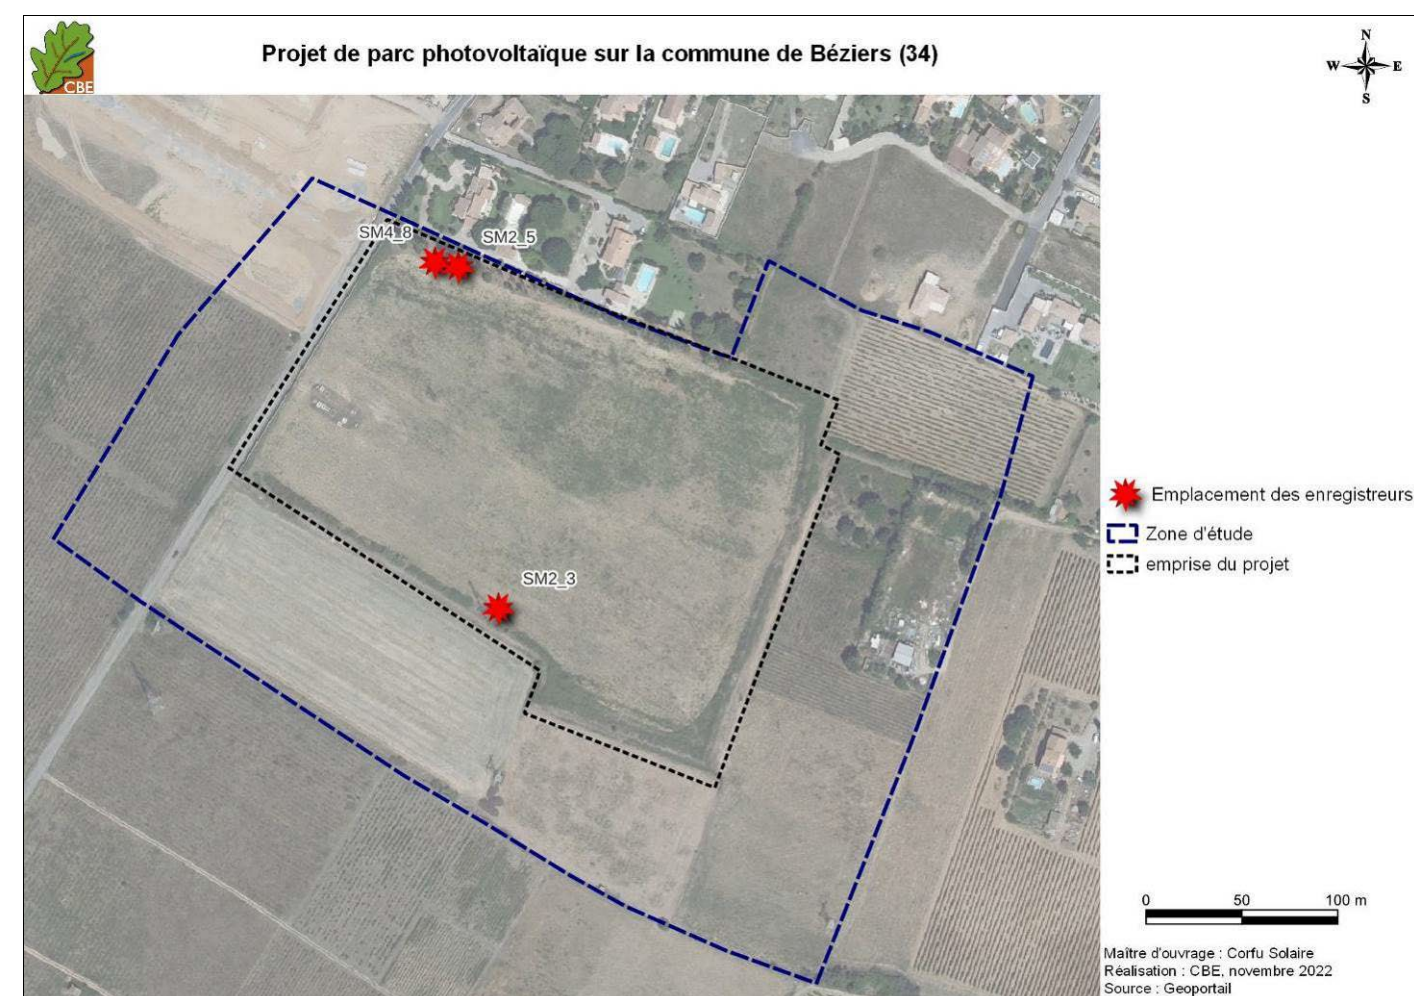 CBE
Projet de parc photovoltaïque sur la commune de Béziers (34)
N
W E
S
SM4_8
SM2_5
SM2_3
Emplacement des enregistreurs
Zone d'étude
emprise du projet
0 50 100 m
Maître d'ouvrage : Corfu Solaire
Réalisation : CBE, novembre 2022
Source : Geoportail